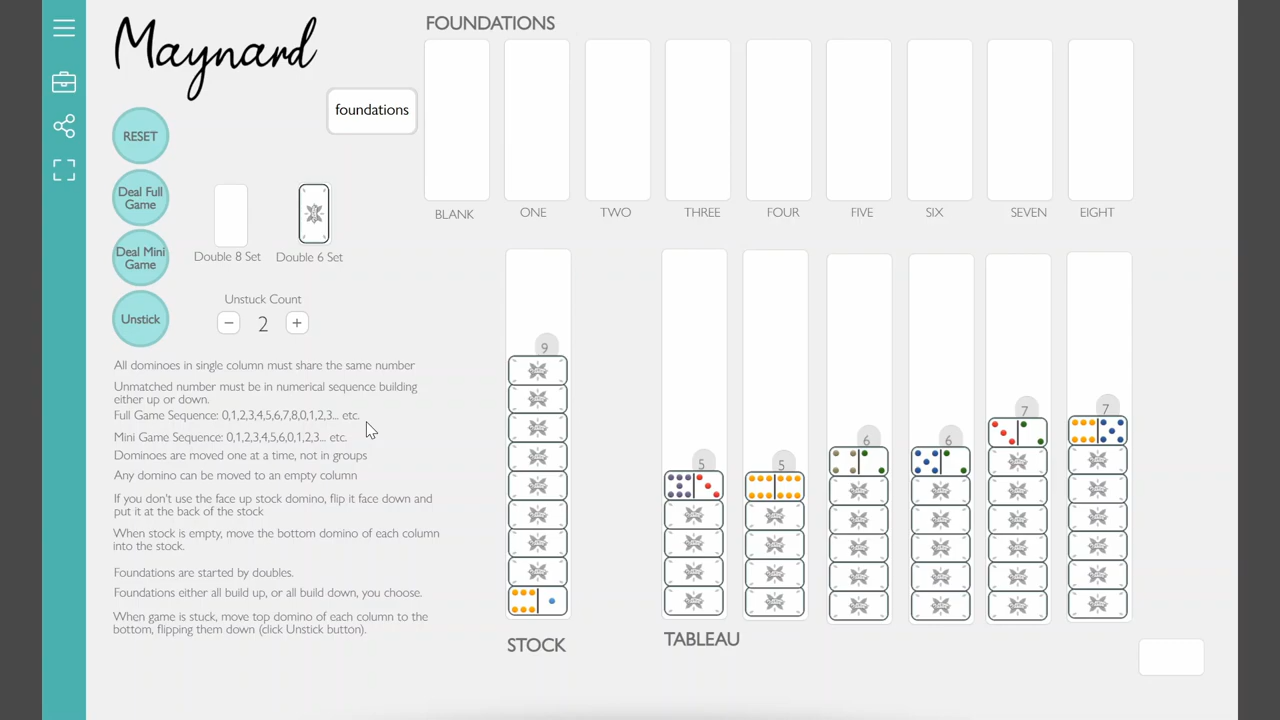 Maynard
FOUNDATIONS
foundations
RESET
Deal Full
Game
Deal Mini
Game
Unstick
Double 8 Set
Double 6 Set
Unstuck Count
2
BLANK
ONE
TWO
THREE
FOUR
FIVE
SIX
SEVEN
EIGHT
All dominoes in single column must share the same number
Unmatched number must be in numerical sequence building
either up or down.
Full Game Sequence: 0,1,2,3,4,5,6,7,8,0,1,2,3... etc.
Mini Game Sequence: 0,1,2,3,4,5,6,0,1,2,3... etc.
Dominoes are moved one at a time, not in groups
Any domino can be moved to an empty column
If you don't use the face up stock domino, flip it face down and
put it at the back of the stock
When stock is empty, move the bottom domino of each column
into the stock.
Foundations are started by doubles.
Foundations either all build up, or all build down, you choose.
When game is stuck, move top domino of each column to the
bottom, flipping them down (click Unstick button).
9
5
5
6
6
7
7
STOCK
TABLEAU